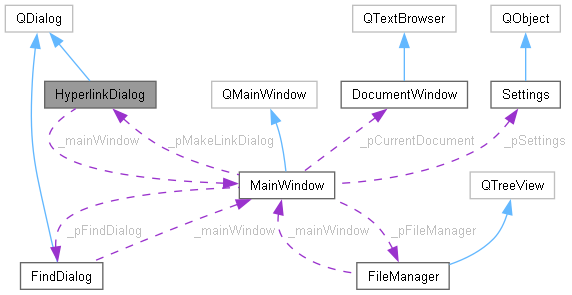 QDialog
QTextBrowser
QObject
HyperlinkDialog
QMainWindow
DocumentWindow
Settings
_mainWindow
_pMakeLinkDialog
_pCurrentDocument
_pSettings
MainWindow
QTreeView
_pFindDialog
_mainWindow
_mainWindow
_pFileManager
FindDialog
FileManager